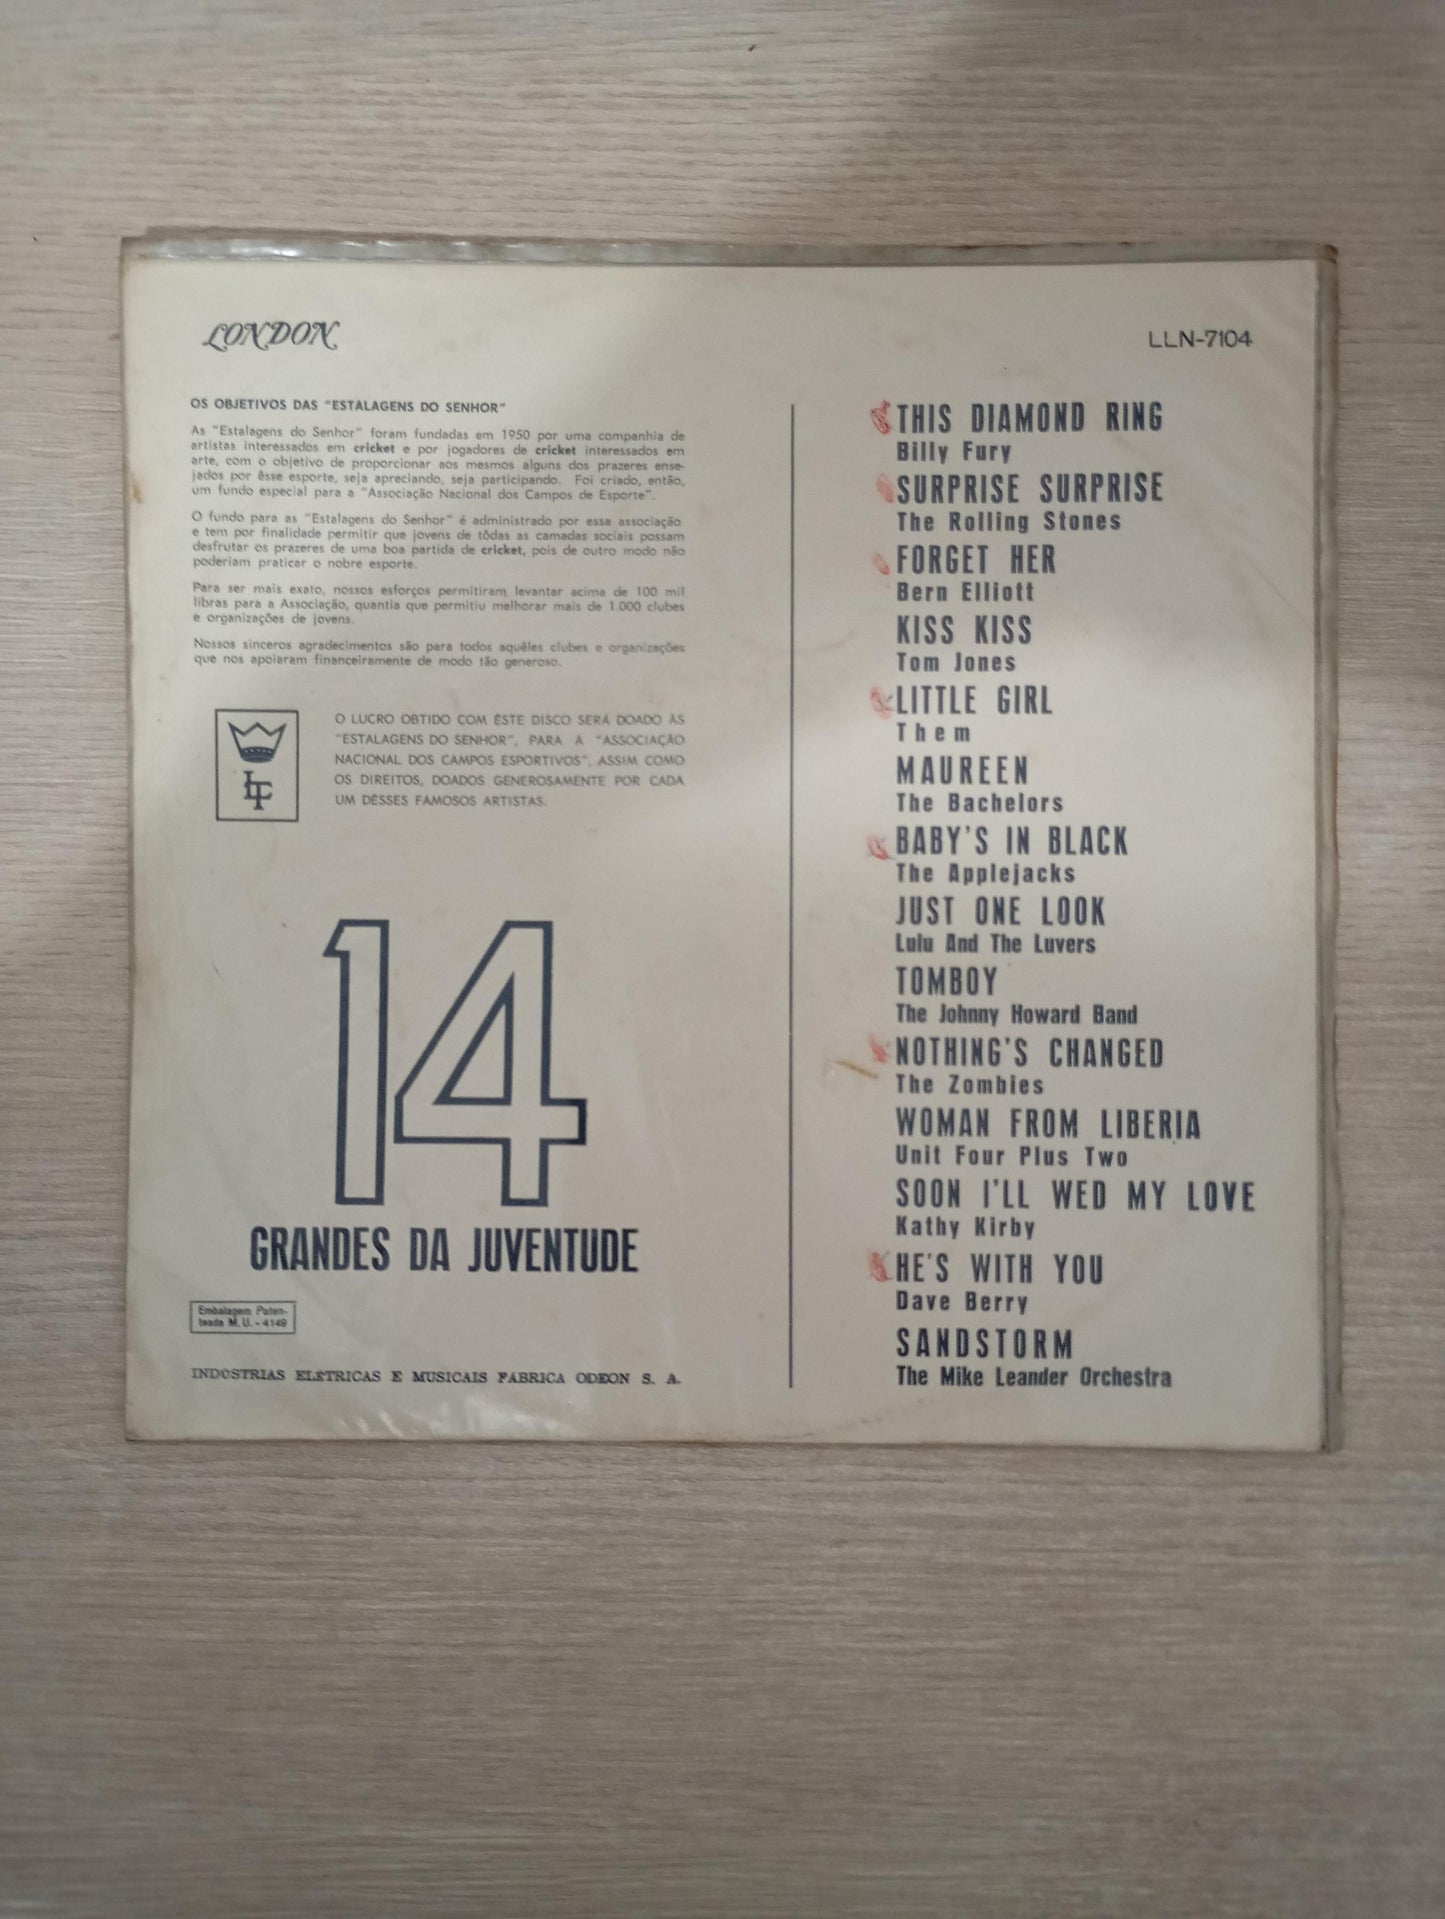 LONDON
LLN-7104
OS OBJETIVOS DAS "ESTALAGENS DO SENHOR"
As "Estalagens do Senhor" foram fundadas em 1950 por uma companhia de
artistas interessados em cricket e por jogadores de cricket interessados em
arte, com o objetivo de proporcionar aos mesmos alguns dos prazeres ense-
jados por êsse esporte, seja apreciando, seja participando. Foi criado, então,
um fundo especial para a "Associação Nacional dos Campos de Esporte".
O fundo para as "Estalagens do Senhor" é administrado por essa associação
e tem por finalidade permitir que jovens de tôdas as camadas sociais possam
desfrutar os prazeres de uma boa partida de cricket, pois de outro modo não
poderiam praticar o nobre esporte.
Para ser mais exato, nossos esforços permitiram levantar acima de 100 mil
libras para a Associação, quantia que permitiu melhorar mais de 1.000 clubes
e organizações de jovens.
Nossos sinceros agradecimentos são para todos aquêles clubes e organizações
que nos apoiaram financeiramente de modo tão generoso.
LT
O LUCRO OBTIDO COM ÊSTE DISCO SERÁ DOADO ÀS
"ESTALAGENS DO SENHOR", PARA A "ASSOCIAÇÃO
NACIONAL DOS CAMPOS ESPORTIVOS", ASSIM COMO
OS DIREITOS, DOADOS GENEROSAMENTE POR CADA
UM DÊSSES FAMOSOS ARTISTAS.
14
GRANDES DA JUVENTUDE
Embalagem Paten-
teada M. U. - 4149
INDÚSTRIAS ELÉTRICAS E MUSICAIS FÁBRICA ODEON S. A.
THIS DIAMOND RING
Billy Fury
SURPRISE SURPRISE
The Rolling Stones
FORGET HER
Bern Elliott
KISS KISS
Tom Jones
LITTLE GIRL
Them
MAUREEN
The Bachelors
BABY'S IN BLACK
The Applejacks
JUST ONE LOOK
Lulu And The Luvers
TOMBOY
The Johnny Howard Band
NOTHING'S CHANGED
The Zombies
WOMAN FROM LIBERIA
Unit Four Plus Two
SOON I'LL WED MY LOVE
Kathy Kirby
HE'S WITH YOU
Dave Berry
SANDSTORM
The Mike Leander Orchestra